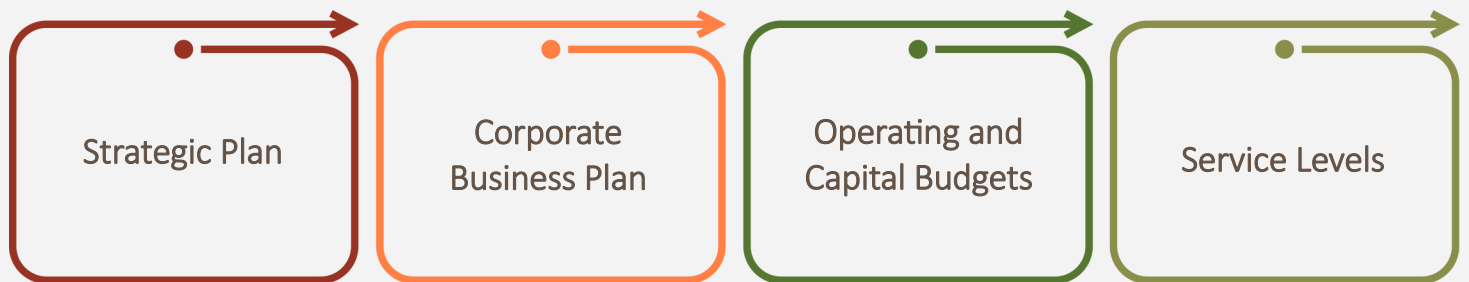 Strategic Plan
Corporate
Business Plan
Operating and
Capital Budgets
Service Levels